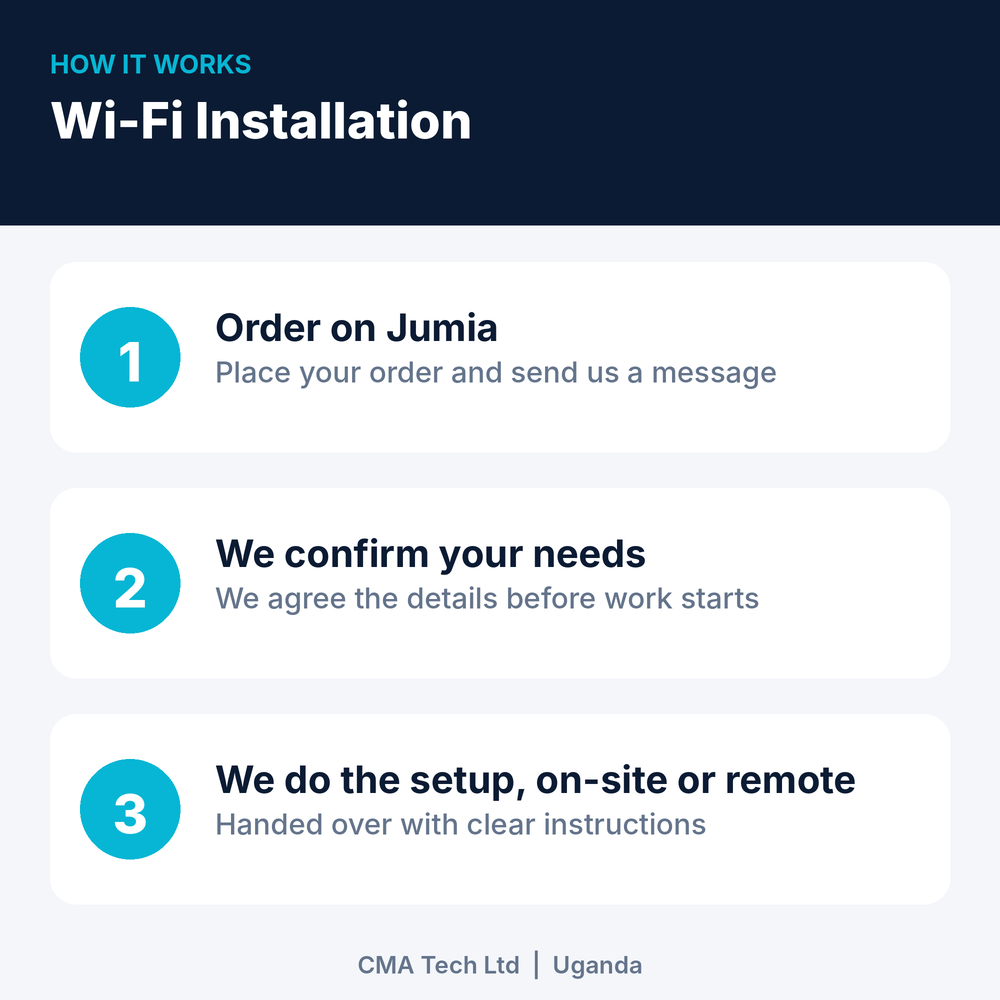 HOW IT WORKS
Wi-Fi Installation
1
Order on Jumia
Place your order and send us a message
2
We confirm your needs
We agree the details before work starts
3
We do the setup, on-site or remote
Handed over with clear instructions
CMA Tech Ltd | Uganda